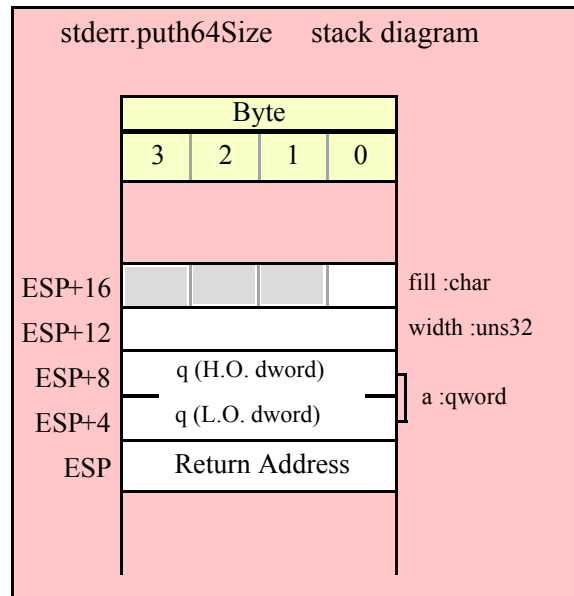 stderr.puth64Size stack diagram
Byte
3 2 1 0
ESP+16 fill :char
ESP+12 width :uns32
ESP+8 q (H.O. dword)
a :qword
ESP+4 q (L.O. dword)
ESP Return Address